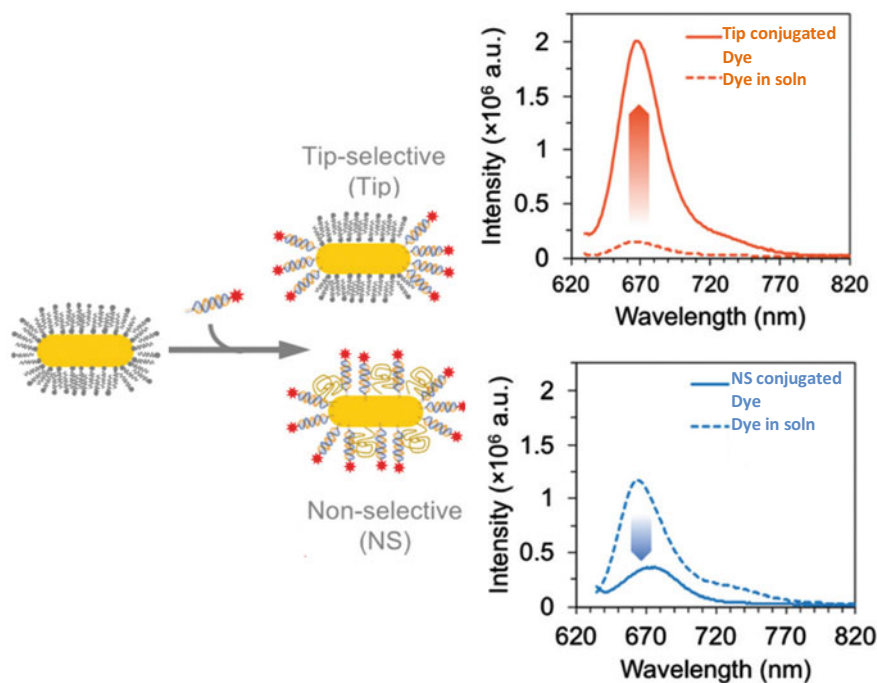 Tip-selective
(Tip)
Non-selective
(NS)
Intensity (×10⁶ a.u.)
2
1.5
1
0.5
0
620 670 720 770 820
Wavelength (nm)
Tip conjugated
Dye
Dye in soln
Intensity (×10⁶ a.u.)
2
1
0.5
0
620 670 720 770 820
Wavelength (nm)
NS conjugated
Dye
Dye in soln